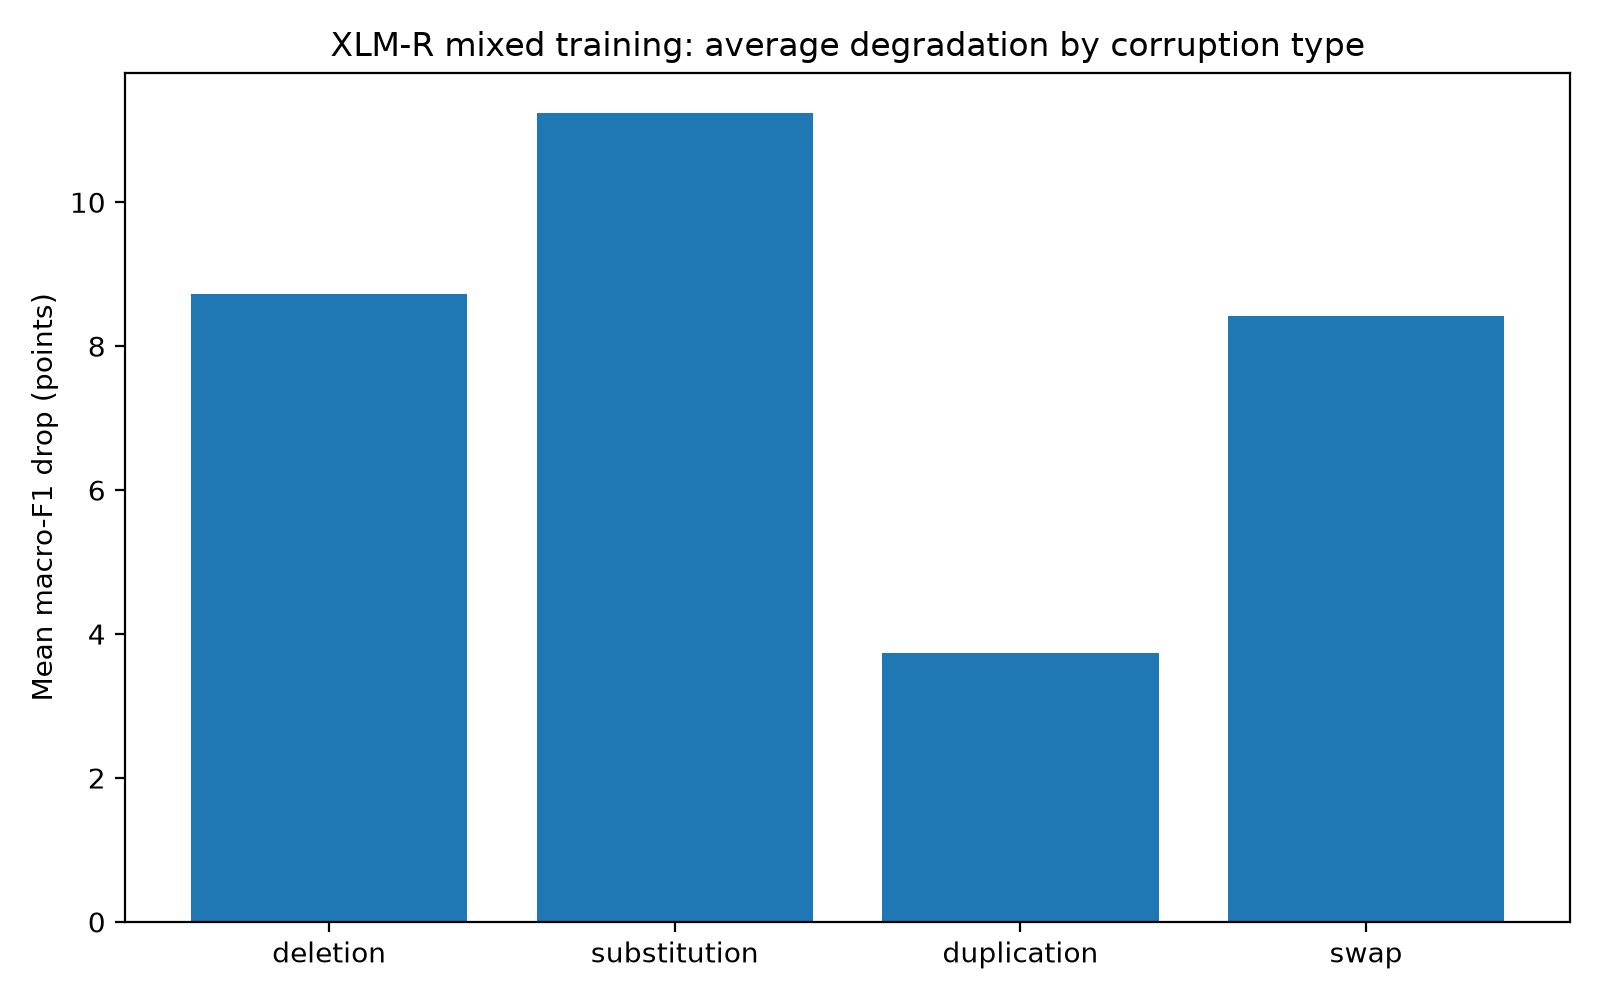 XLM-R mixed training: average degradation by corruption type
Mean macro-F1 drop (points)
10
8
6
4
2
0
deletion substitution duplication swap